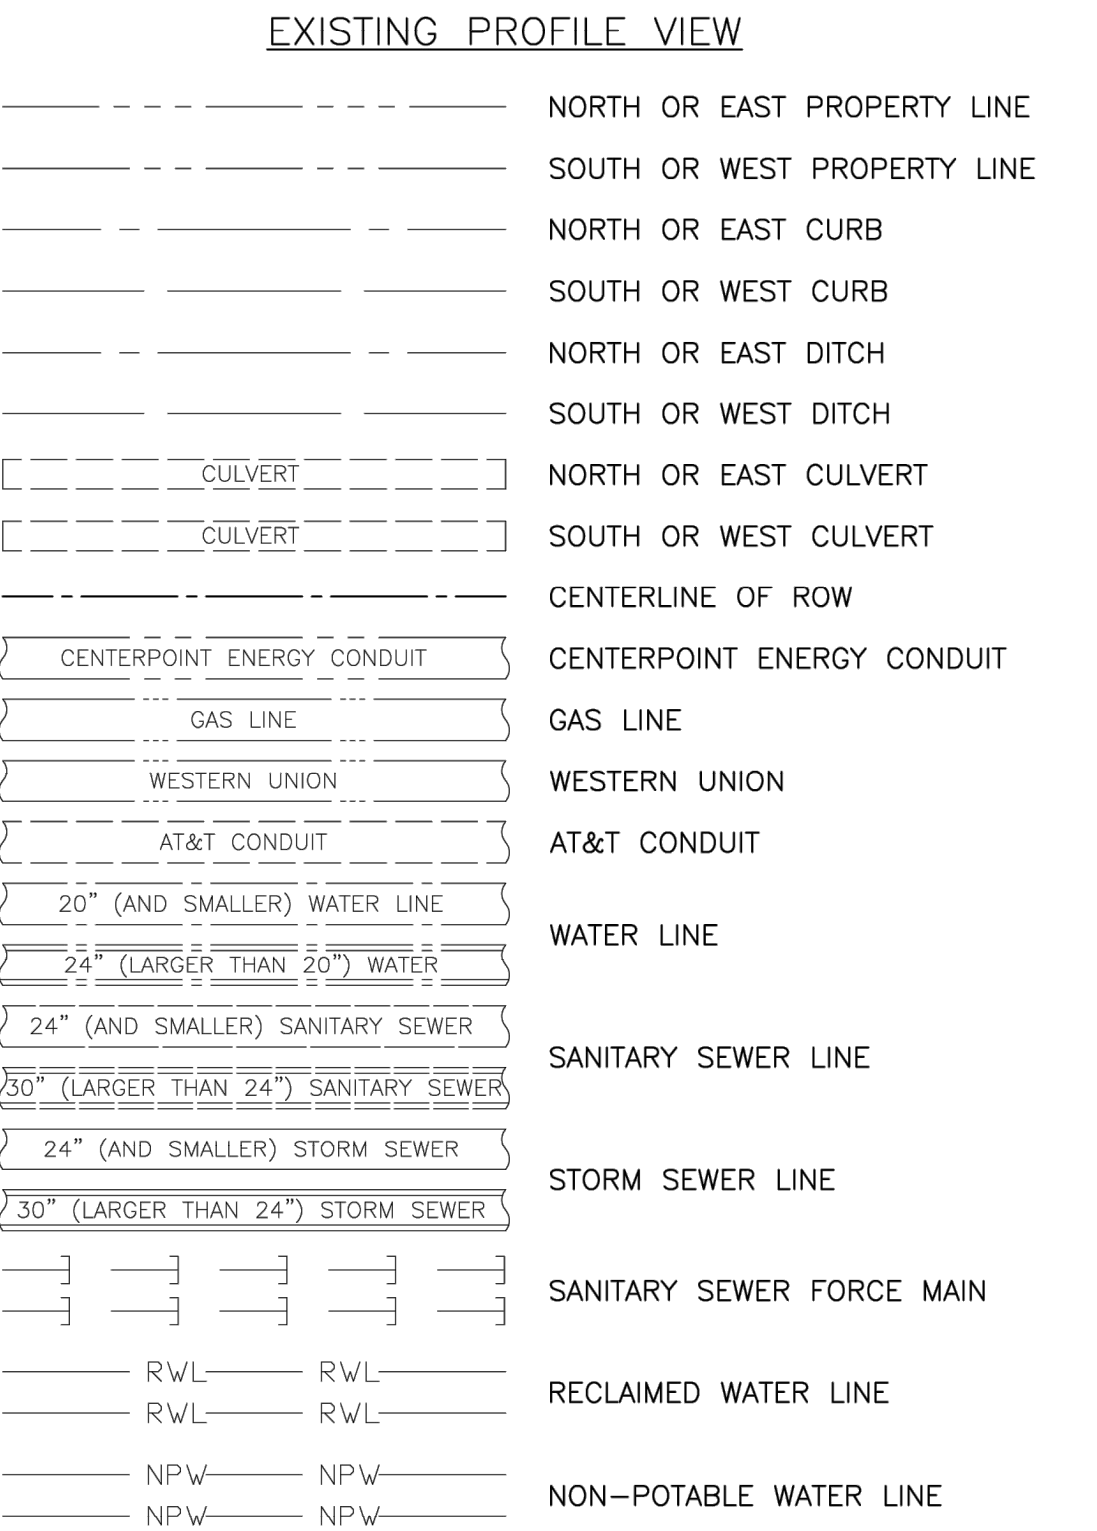 EXISTING PROFILE VIEW
NORTH OR EAST PROPERTY LINE
SOUTH OR WEST PROPERTY LINE
NORTH OR EAST CURB
SOUTH OR WEST CURB
NORTH OR EAST DITCH
SOUTH OR WEST DITCH
CULVERT NORTH OR EAST CULVERT
CULVERT SOUTH OR WEST CULVERT
CENTERLINE OF ROW
CENTERPOINT ENERGY CONDUIT CENTERPOINT ENERGY CONDUIT
GAS LINE GAS LINE
WESTERN UNION WESTERN UNION
AT&T CONDUIT AT&T CONDUIT
20" (AND SMALLER) WATER LINE
WATER LINE
24" (LARGER THAN 20") WATER
24" (AND SMALLER) SANITARY SEWER
SANITARY SEWER LINE
30" (LARGER THAN 24") SANITARY SEWER
24" (AND SMALLER) STORM SEWER
STORM SEWER LINE
30" (LARGER THAN 24") STORM SEWER
SANITARY SEWER FORCE MAIN
RWL RWL
RECLAIMED WATER LINE
RWL RWL
NPW NPW
NON-POTABLE WATER LINE
NPW NPW